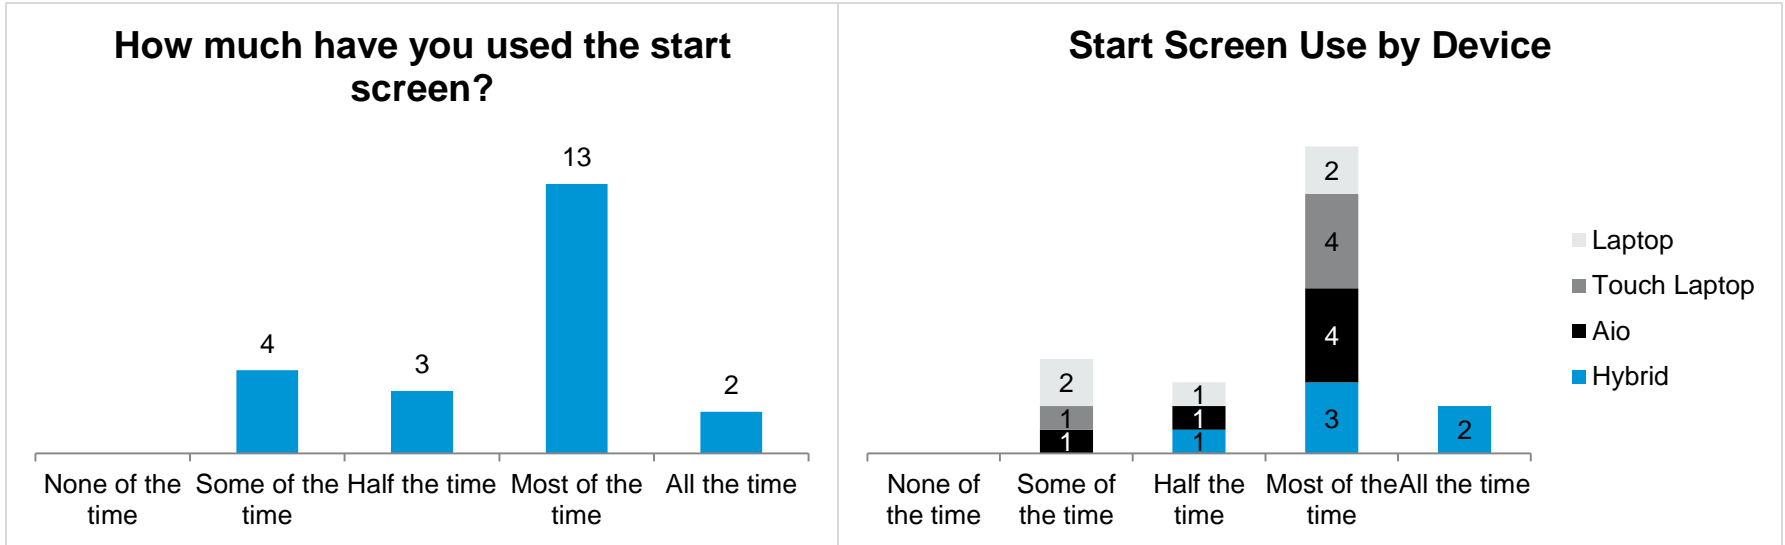 How much have you used the start
screen?
13
4
3
2
None of the
time
Some of the
time
Half the time
Most of the
time
All the time
Start Screen Use by Device
2
4
4
3
2
1
1
1
1
1
2
None of
the time
Some of
the time
Half the
time
Most of the
time
All the time
Laptop
Touch Laptop
Aio
Hybrid